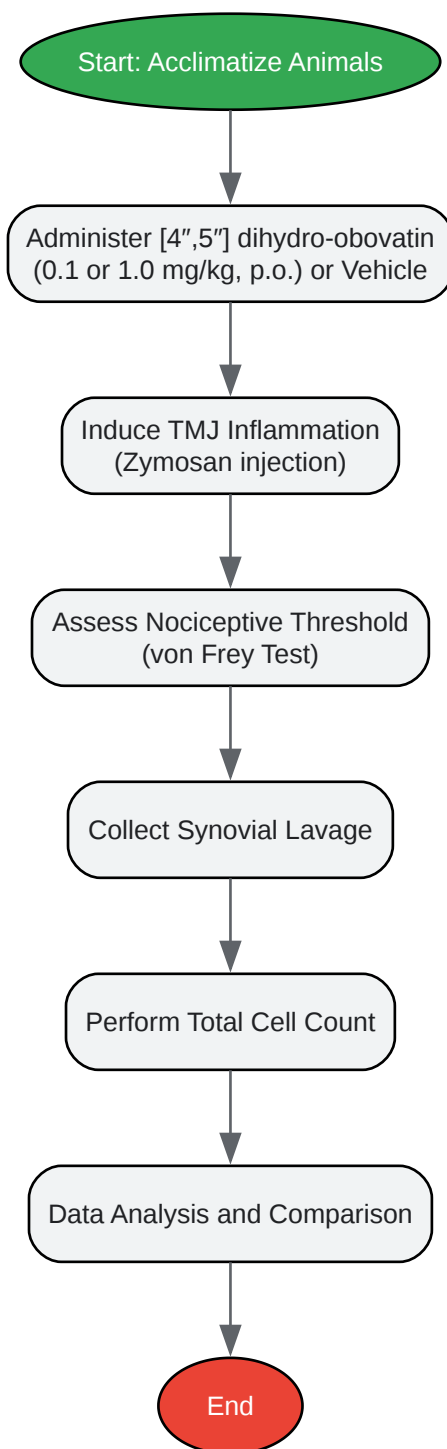 Start: Acclimatize Animals
Administer [4″,5″] dihydro-obovatin
(0.1 or 1.0 mg/kg, p.o.) or Vehicle
Induce TMJ Inflammation
(Zymosan injection)
Assess Nociceptive Threshold
(von Frey Test)
Collect Synovial Lavage
Perform Total Cell Count
Data Analysis and Comparison
End